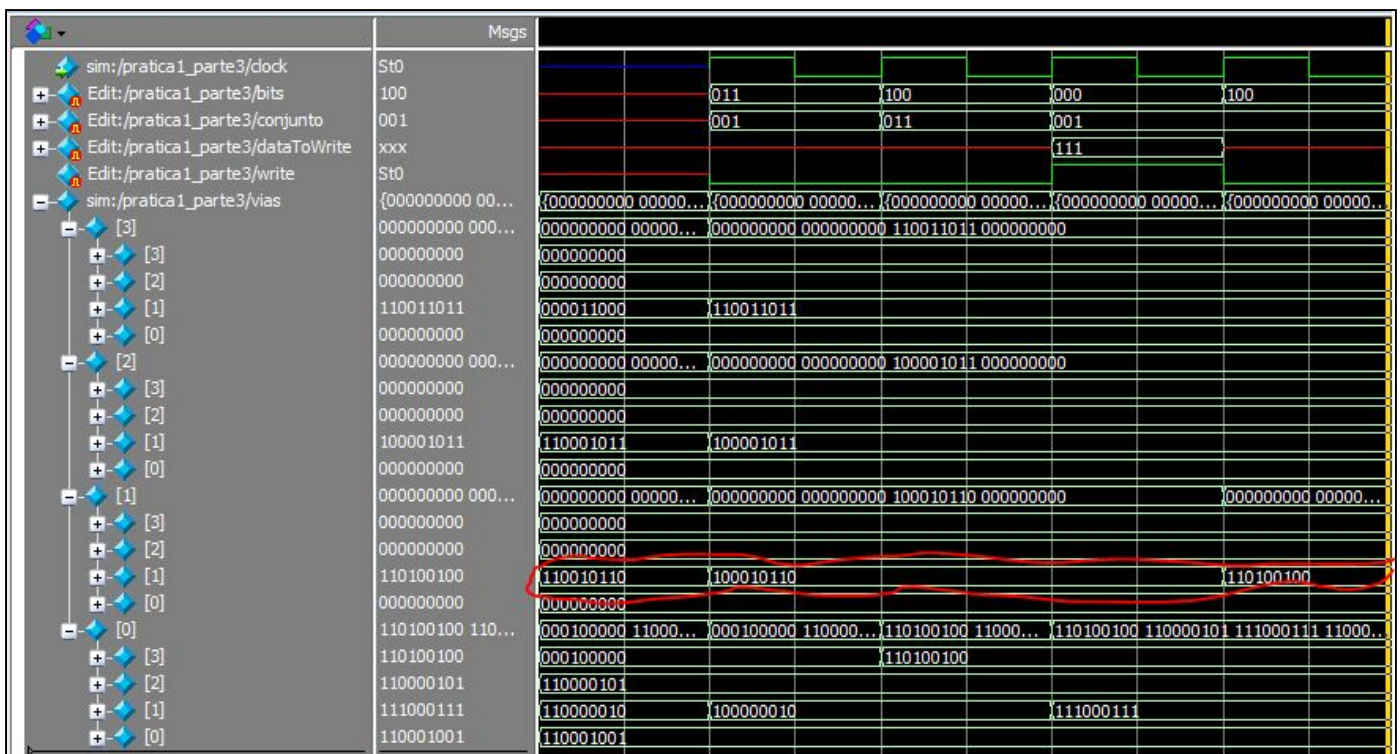 Msgs
sim:/pratica1_parte3/clock St0
Edit:/pratica1_parte3/bits 100 011 100 000 100
Edit:/pratica1_parte3/conjunto 001 001 011 001
Edit:/pratica1_parte3/dataToWrite xxx 111
Edit:/pratica1_parte3/write St0
sim:/pratica1_parte3/vias {000000000 00... {000000000 00000... {000000000 00000... {000000000 00000... {000000000 00000... {000000000 00000...
[3] 000000000 000... 000000000 00000... 000000000 000000000 110011011 000000000
[3] 000000000 000000000
[2] 000000000 000000000
[1] 110011011 000011000 110011011
[0] 000000000 000000000
[2] 000000000 000... 000000000 00000... 000000000 000000000 100001011 000000000
[3] 000000000 000000000
[2] 000000000 000000000
[1] 100001011 110001011 100001011
[0] 000000000 000000000
[1] 000000000 000... 000000000 00000... 000000000 000000000 100010110 000000000 000000000 00000...
[3] 000000000 000000000
[2] 000000000 000000000
[1] 110100100 110010110 100010110 110100100
[0] 000000000 000000000
[0] 110100100 110... 000100000 11000... 000100000 110000... 110100100 11000... 110100100 110000101 111000111 11000...
[3] 110100100 000100000 110100100
[2] 110000101 110000101
[1] 111000111 110000010 100000010 111000111
[0] 110001001 110001001